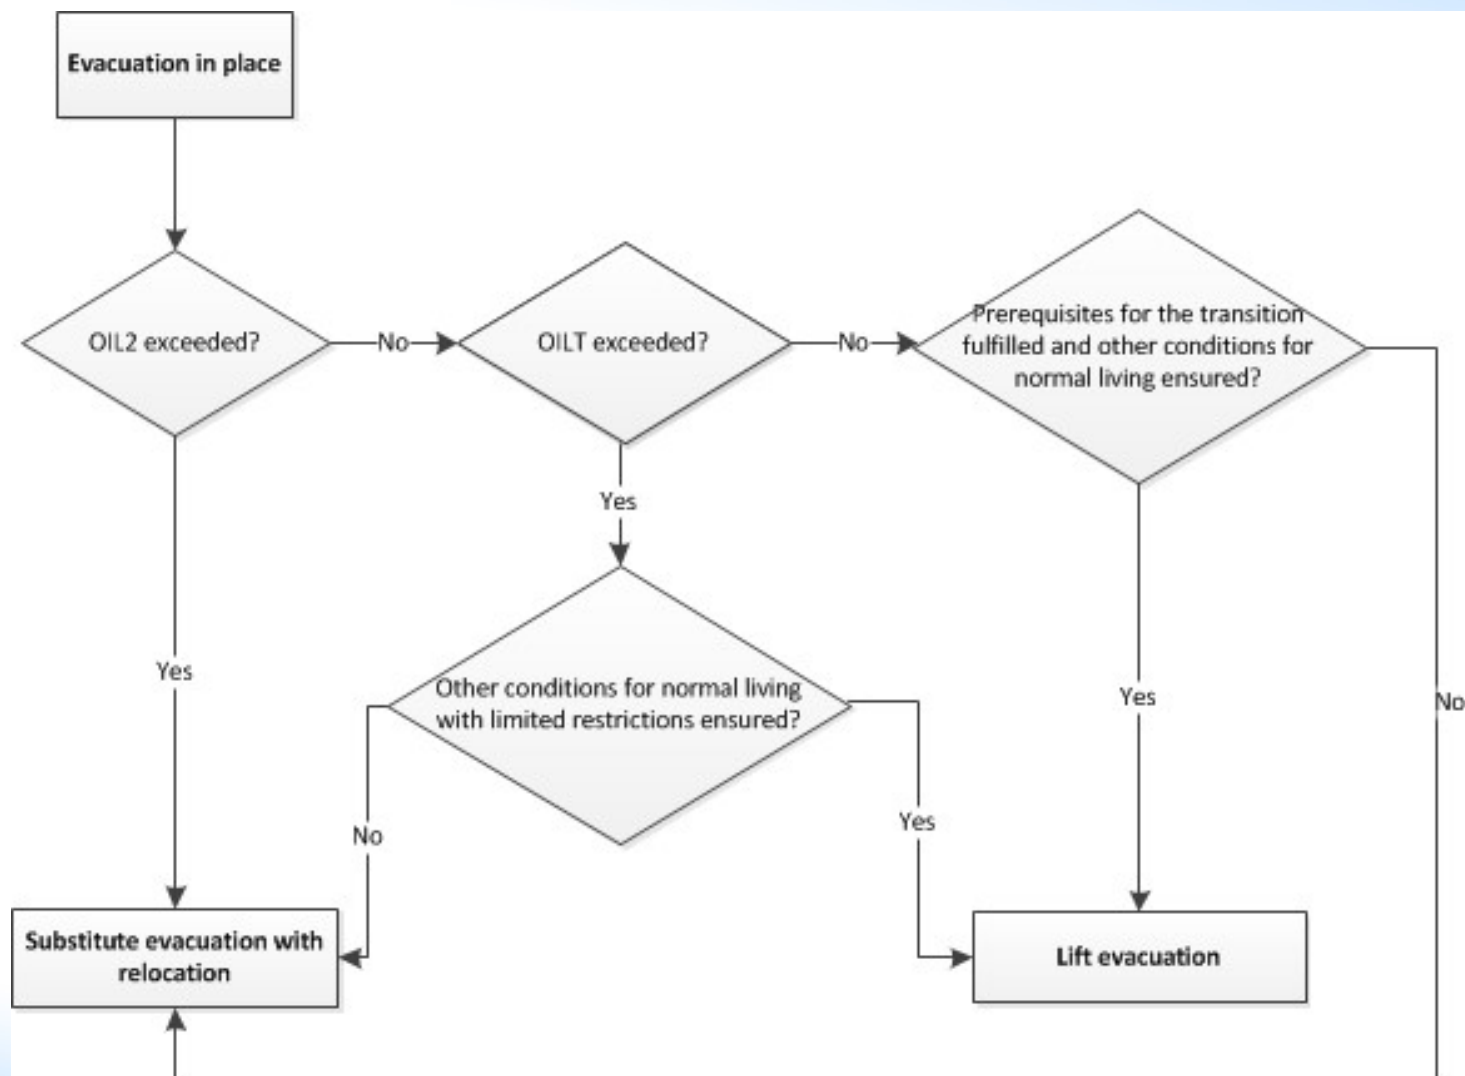 Evacuation in place
OIL2 exceeded?
No
OILT exceeded?
No
Prerequisites for the transition
fulfilled and other conditions for
normal living ensured?
Yes
Yes
Other conditions for normal living
with limited restrictions ensured?
Yes
No
No
Yes
Substitute evacuation with
relocation
Lift evacuation